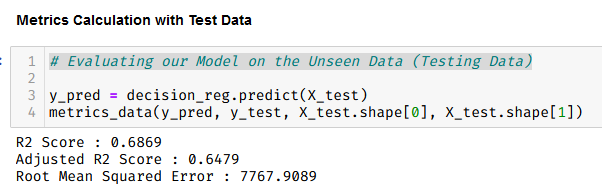 Metrics Calculation with Test Data
1 # Evaluating our Model on the Unseen Data (Testing Data)
2
3 y_pred = decision_reg.predict(X_test)
4 metrics_data(y_pred, y_test, X_test.shape[0], X_test.shape[1])
R2 Score : 0.6869
Adjusted R2 Score : 0.6479
Root Mean Squared Error : 7767.9089